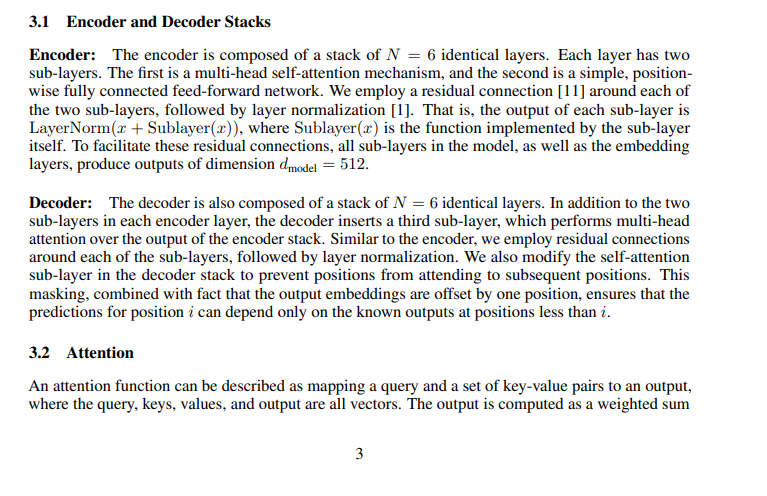 3.1 Encoder and Decoder Stacks
Encoder: The encoder is composed of a stack of N = 6 identical layers. Each layer has two
sub-layers. The first is a multi-head self-attention mechanism, and the second is a simple, position-
wise fully connected feed-forward network. We employ a residual connection [11] around each of
the two sub-layers, followed by layer normalization [1]. That is, the output of each sub-layer is
LayerNorm(x + Sublayer(x)), where Sublayer(x) is the function implemented by the sub-layer
itself. To facilitate these residual connections, all sub-layers in the model, as well as the embedding
layers, produce outputs of dimension d_model = 512.
Decoder: The decoder is also composed of a stack of N = 6 identical layers. In addition to the two
sub-layers in each encoder layer, the decoder inserts a third sub-layer, which performs multi-head
attention over the output of the encoder stack. Similar to the encoder, we employ residual connections
around each of the sub-layers, followed by layer normalization. We also modify the self-attention
sub-layer in the decoder stack to prevent positions from attending to subsequent positions. This
masking, combined with fact that the output embeddings are offset by one position, ensures that the
predictions for position i can depend only on the known outputs at positions less than i.
3.2 Attention
An attention function can be described as mapping a query and a set of key-value pairs to an output,
where the query, keys, values, and output are all vectors. The output is computed as a weighted sum
3